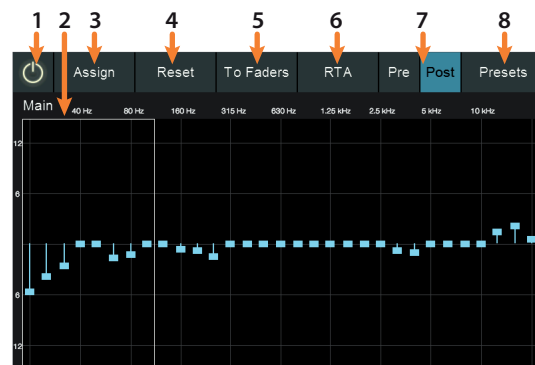 1 2 3 4 5 6 7 8
Assign Reset To Faders RTA Pre Post Presets
Main 40 Hz 80 Hz 160 Hz 315 Hz 630 Hz 1.25 kHz 2.5 kHz 5 kHz 10 kHz
12
6
6
12